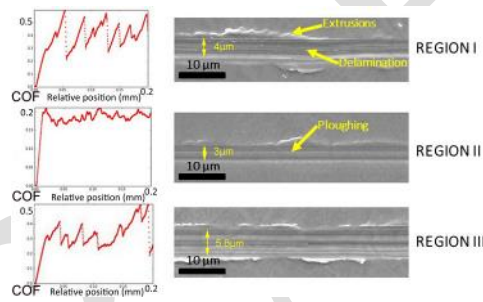 0.5
Extrusions
4μm
Delamination
REGION I
10 μm
COF Relative position (mm) 0.2
0.2
Ploughing
REGION II
3μm
10 μm
COF Relative position (mm) 0.2
0.5
REGION III
5,8μm
10 μm
COF Relative position (mm) 0.2